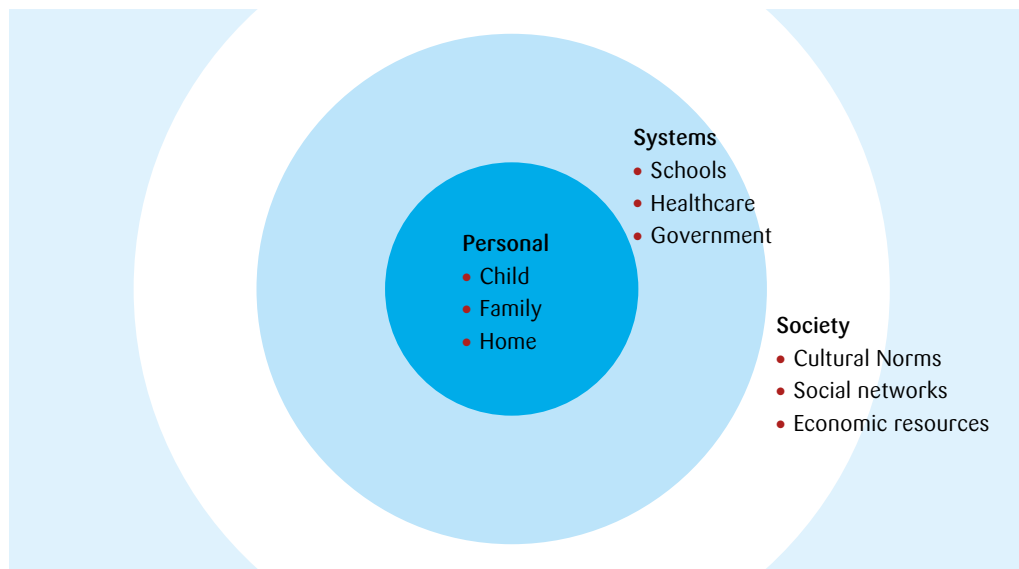 Systems
• Schools
• Healthcare
• Government
Personal
• Child
• Family
• Home
Society
• Cultural Norms
• Social networks
• Economic resources